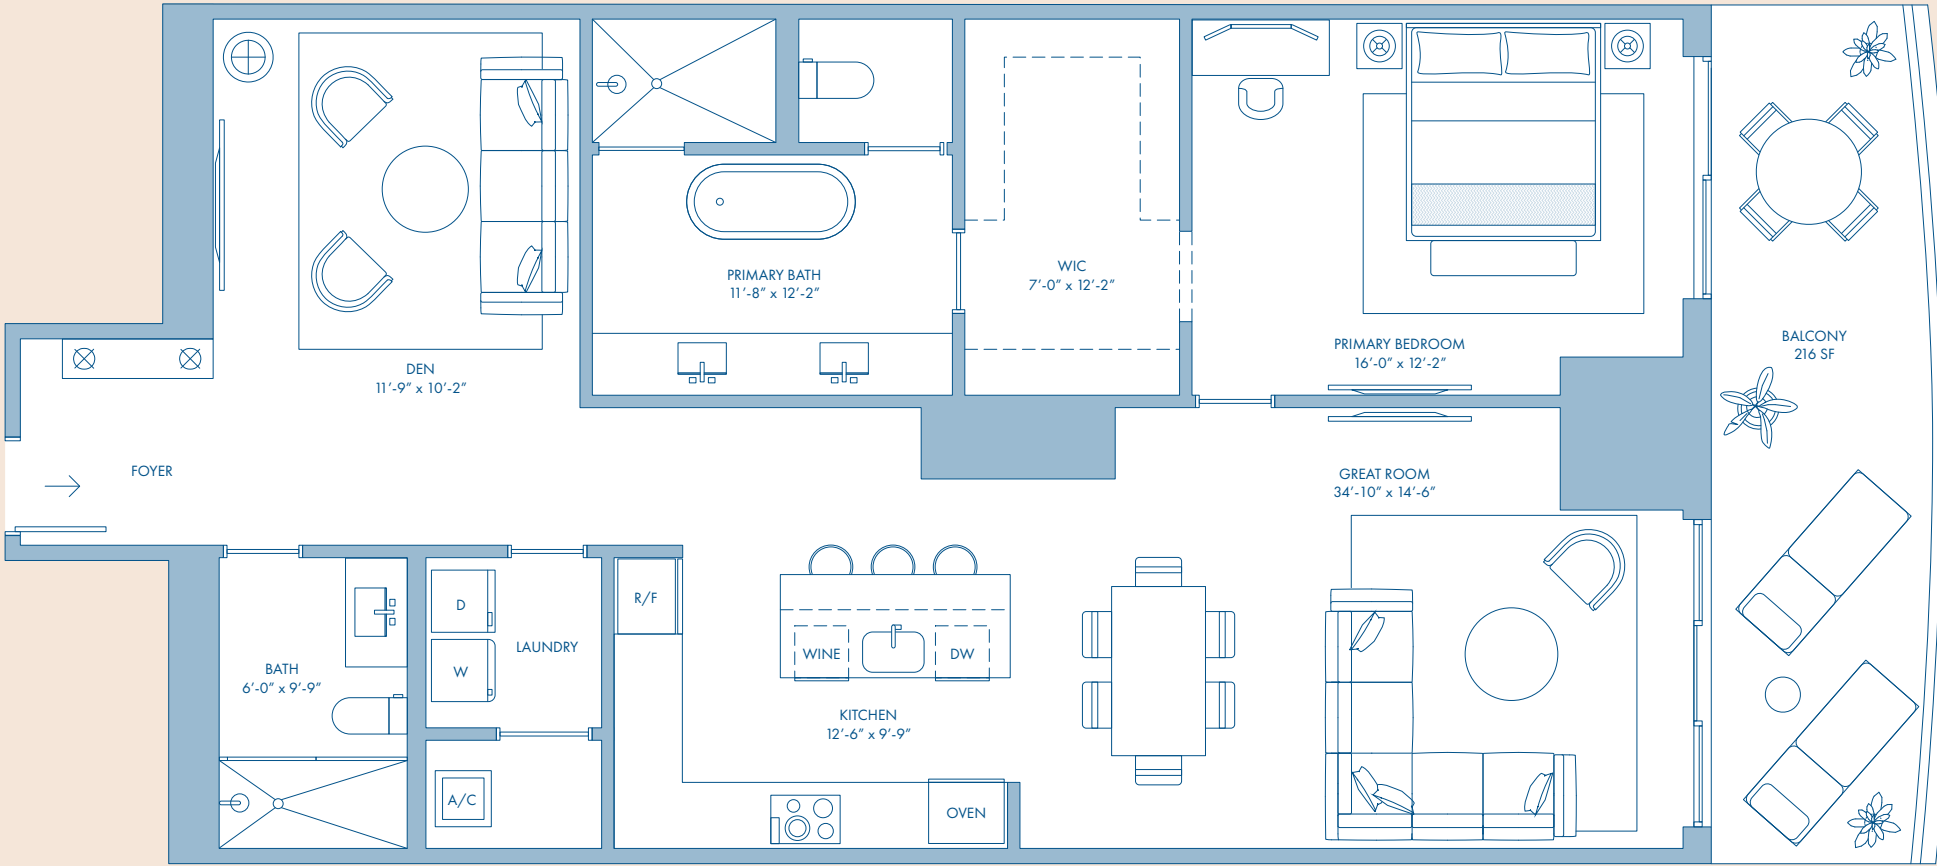 PRIMARY BATH
11'-8" x 12'-2"
WIC
7'-0" x 12'-2"
PRIMARY BEDROOM
16'-0" x 12'-2"
BALCONY
216 SF
DEN
11'-9" x 10'-2"
FOYER
GREAT ROOM
34'-10" x 14'-6"
D
W
LAUNDRY
R/F
BATH
6'-0" x 9'-9"
WINE
DW
KITCHEN
12'-6" x 9'-9"
A/C
OVEN